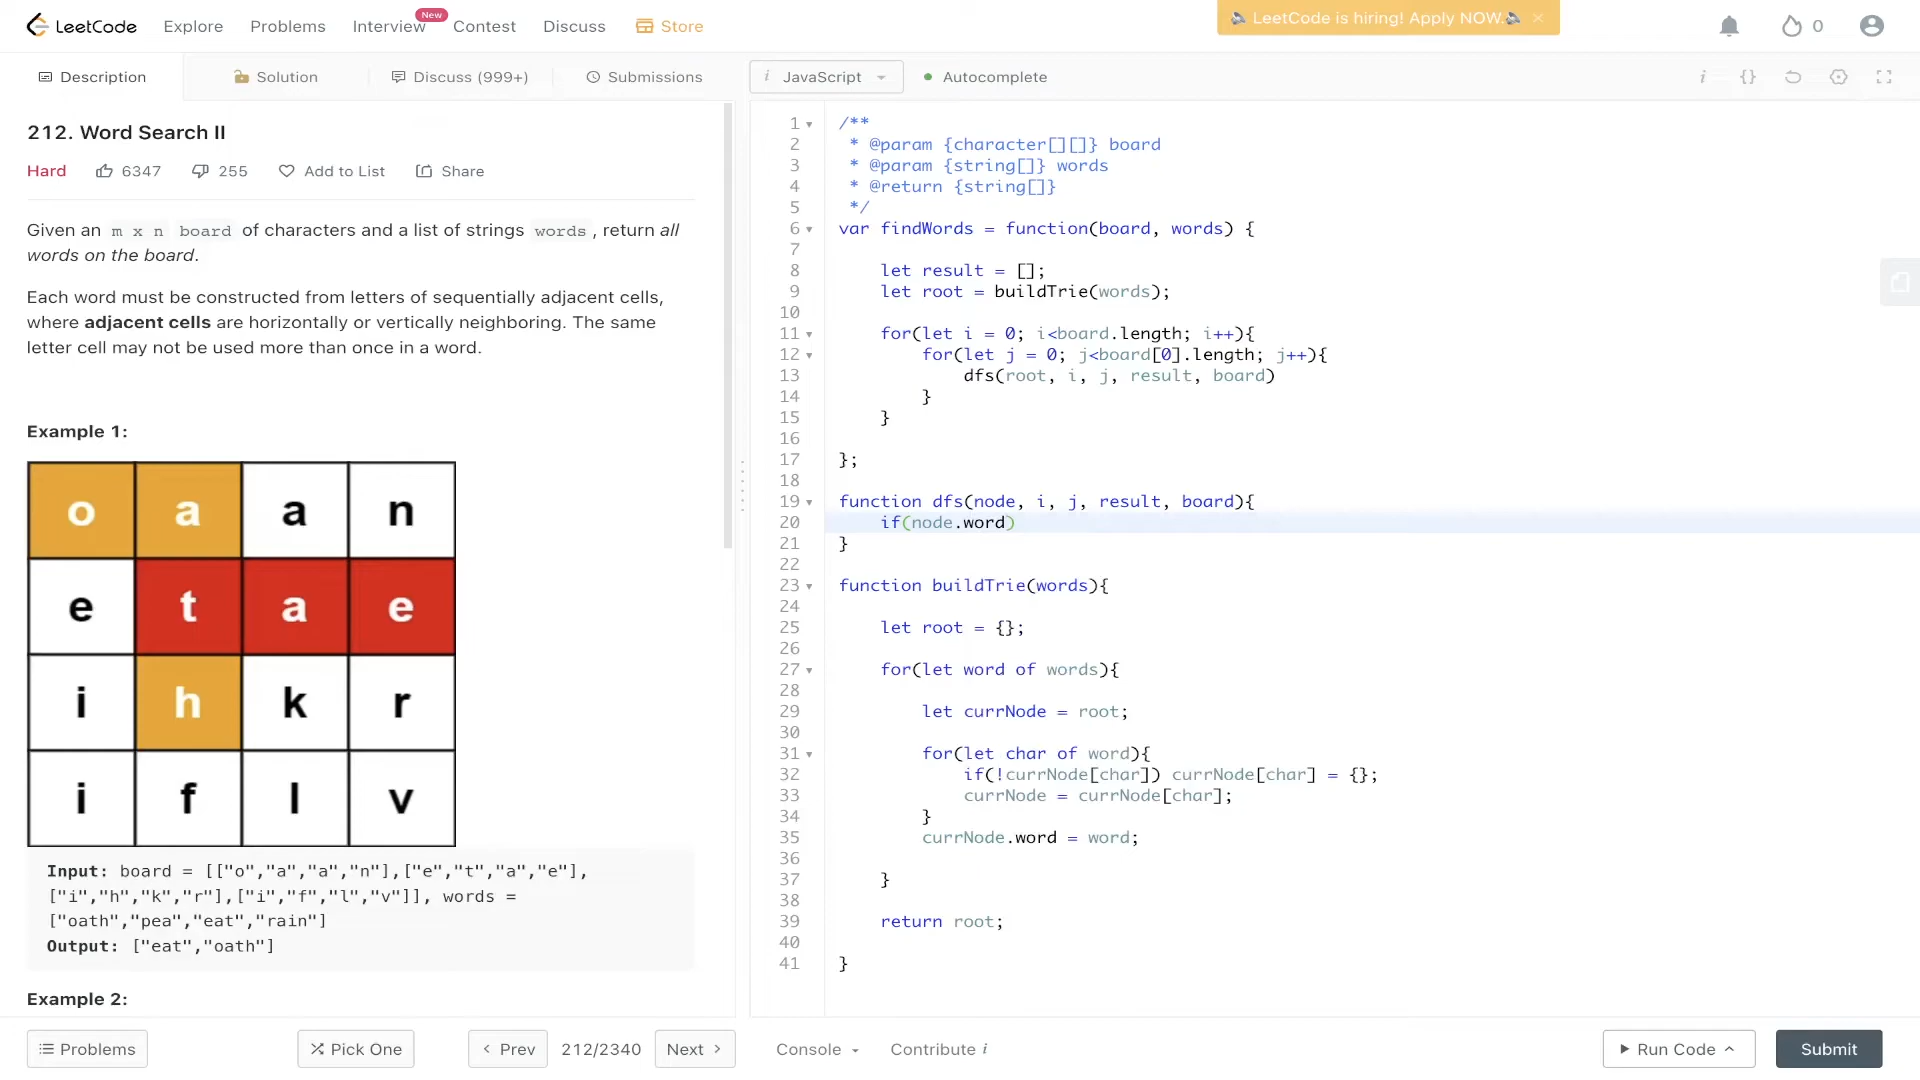 LeetCode Explore Problems Interview New Contest Discuss Store LeetCode is hiring! Apply NOW. × 0
Description Solution Discuss (999+) Submissions
i JavaScript Autocomplete i {}
212. Word Search II
Hard 6347 255 Add to List Share
Given an m x n board of characters and a list of strings words , return all
words on the board.
Each word must be constructed from letters of sequentially adjacent cells,
where adjacent cells are horizontally or vertically neighboring. The same
letter cell may not be used more than once in a word.
Example 1:
o a a n
e t a e
i h k r
i f l v
Input: board = [["o","a","a","n"],["e","t","a","e"],
["i","h","k","r"],["i","f","l","v"]], words =
["oath","pea","eat","rain"]
Output: ["eat","oath"]
Example 2:
1 /**
2 * @param {character[][]} board
3 * @param {string[]} words
4 * @return {string[]}
5 */
6 var findWords = function(board, words) {
7
8 let result = [];
9 let root = buildTrie(words);
10
11 for(let i = 0; i<board.length; i++){
12 for(let j = 0; j<board[0].length; j++){
13 dfs(root, i, j, result, board)
14 }
15 }
16
17 };
18
19 function dfs(node, i, j, result, board){
20 if(node.word)
21 }
22
23 function buildTrie(words){
24
25 let root = {};
26
27 for(let word of words){
28
29 let currNode = root;
30
31 for(let char of word){
32 if(!currNode[char]) currNode[char] = {};
33 currNode = currNode[char];
34 }
35 currNode.word = word;
36
37 }
38
39 return root;
40
41 }
Problems Pick One < Prev 212/2340 Next > Console Contribute i Run Code Submit